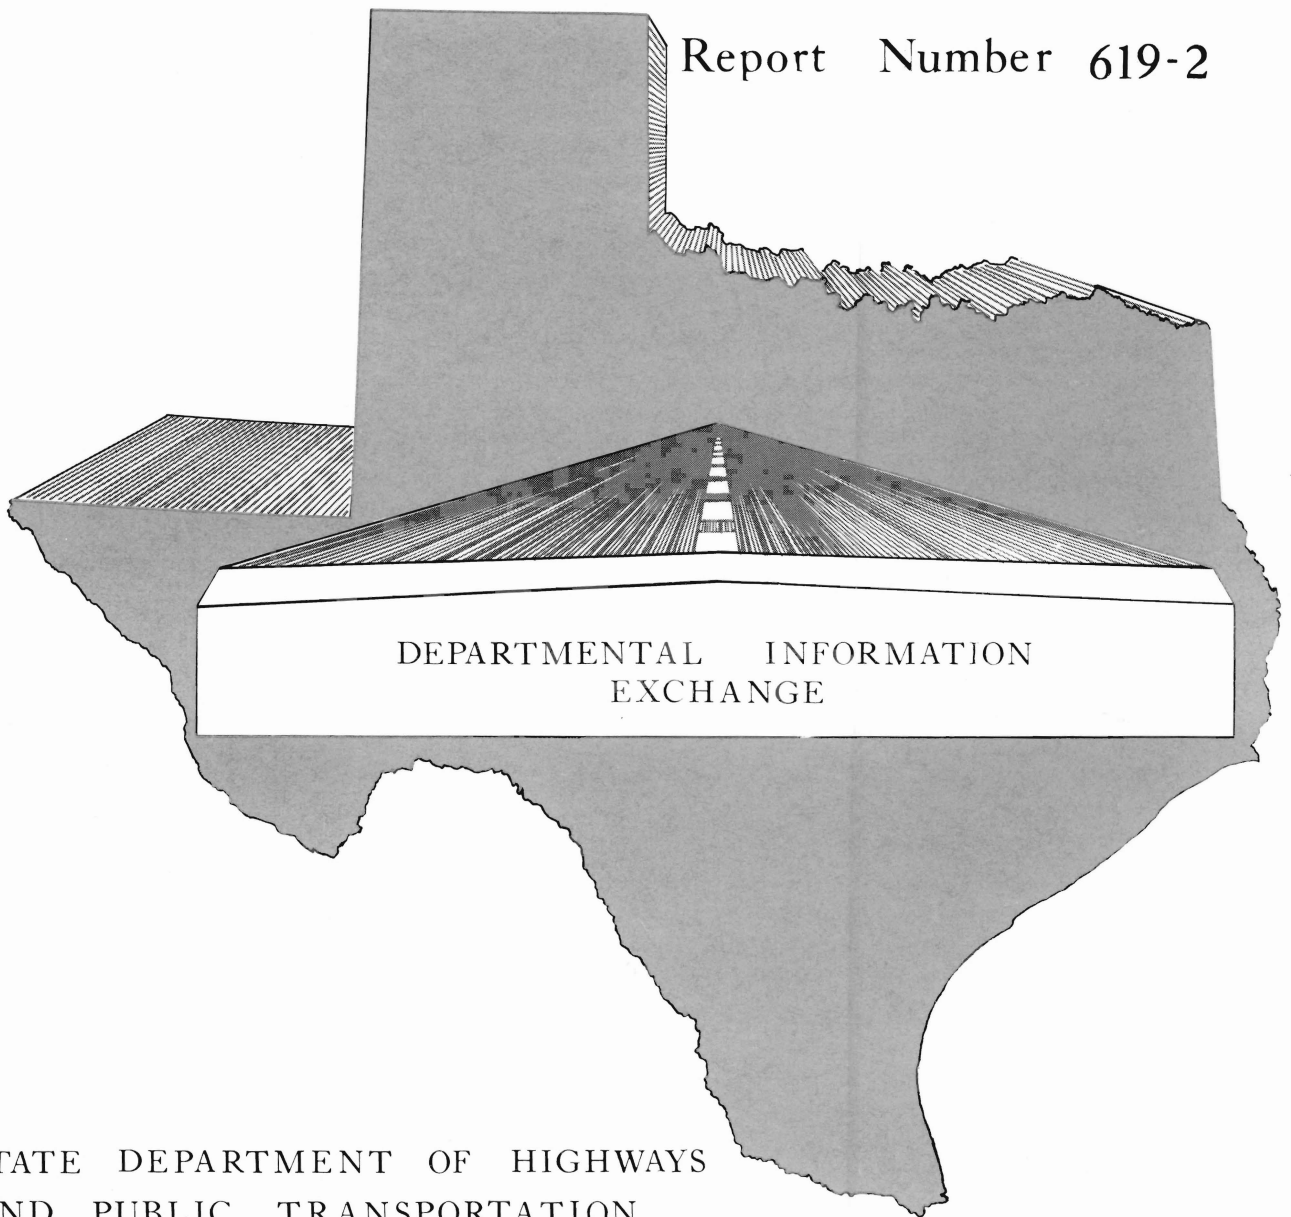 Report Number 619-2
DEPARTMENTAL INFORMATION
EXCHANGE
TATE DEPARTMENT OF HIGHWAYS
ND PUBLIC TRANSPORTATION